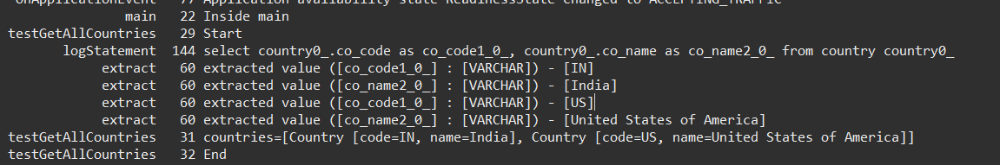 onApplicationEvent 77 Application availability state ReadinessState changed to ACCEPTING_TRAFFIC
main 22 Inside main
testGetAllCountries 29 Start
logStatement 144 select country0_.co_code as co_code1_0_, country0_.co_name as co_name2_0_ from country country0_
extract 60 extracted value ([co_code1_0_] : [VARCHAR]) - [IN]
extract 60 extracted value ([co_name2_0_] : [VARCHAR]) - [India]
extract 60 extracted value ([co_code1_0_] : [VARCHAR]) - [US]
extract 60 extracted value ([co_name2_0_] : [VARCHAR]) - [United States of America]
testGetAllCountries 31 countries=[Country [code=IN, name=India], Country [code=US, name=United States of America]]
testGetAllCountries 32 End